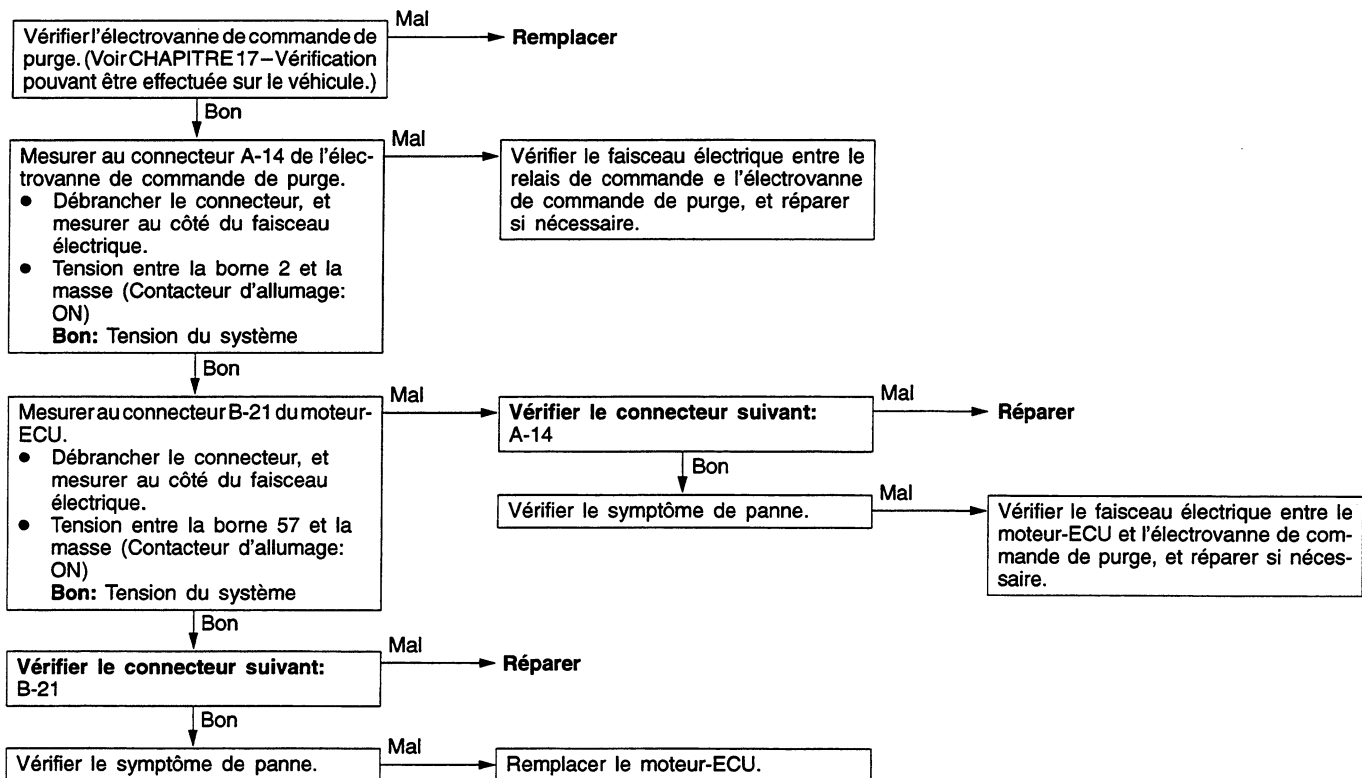 Vérifier l'électrovanne de commande de
purge. (Voir CHAPITRE 17–Vérification
pouvant être effectuée sur le véhicule.)
Mal
Remplacer
Bon
Mesurer au connecteur A-14 de l'élec-
trovanne de commande de purge.
● Débrancher le connecteur, et
mesurer au côté du faisceau
électrique.
● Tension entre la borne 2 et la
masse (Contacteur d'allumage:
ON)
Bon: Tension du système
Mal
Vérifier le faisceau électrique entre le
relais de commande e l'électrovanne
de commande de purge, et réparer
si nécessaire.
Bon
Mesurer au connecteur B-21 du moteur-
ECU.
● Débrancher le connecteur, et
mesurer au côté du faisceau
électrique.
● Tension entre la borne 57 et la
masse (Contacteur d'allumage:
ON)
Bon: Tension du système
Mal
Vérifier le connecteur suivant:
A-14
Mal
Réparer
Bon
Vérifier le symptôme de panne.
Mal
Vérifier le faisceau électrique entre le
moteur-ECU et l'électrovanne de com-
mande de purge, et réparer si néces-
saire.
Bon
Vérifier le connecteur suivant:
B-21
Mal
Réparer
Bon
Vérifier le symptôme de panne.
Mal
Remplacer le moteur-ECU.